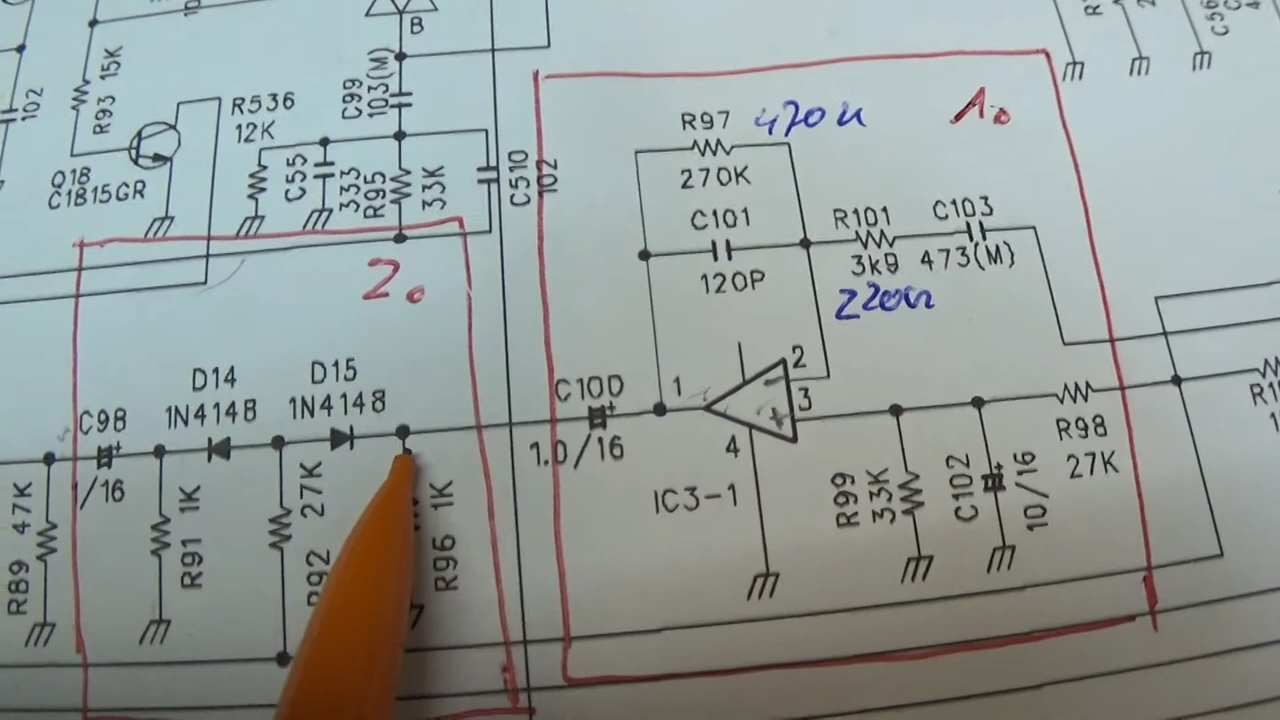 B
102
R93 15K
Q18
C1815GR
R536
12K
C99
103(M)
C55
333
R95
33K
C510
102
R97 470K
270K
C101
120P
R101
3k9
220Ω
C103
473(M)
1.
2.
D14
1N4148
D15
1N4148
C98
1/16
C100
1.0/16
1
2
3
4
IC3-1
R98
27K
R99
33K
C102
10/16
R89 47K
R91 1K
R92 27K
R96 1K